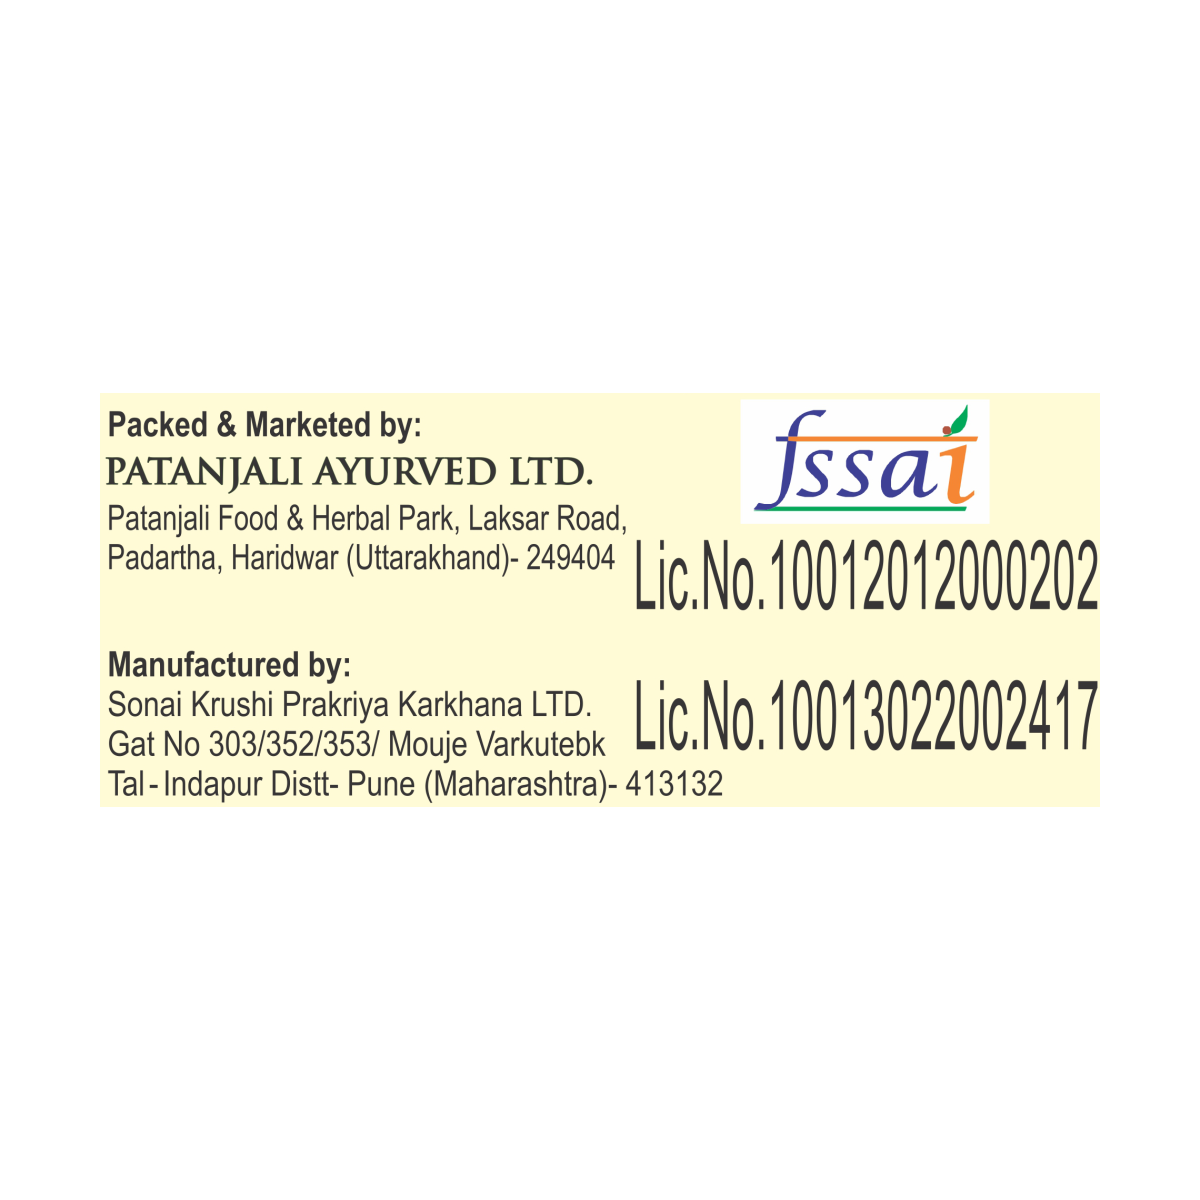 Packed & Marketed by:
PATANJALI AYURVED LTD.
Patanjali Food & Herbal Park, Laksar Road,
Padartha, Haridwar (Uttarakhand)- 249404
fssai
Lic.No.10012012000202
Manufactured by:
Sonai Krushi Prakriya Karkhana LTD.
Gat No 303/352/353/ Mouje Varkutebk
Tal-Indapur Distt- Pune (Maharashtra)- 413132
Lic.No.10013022002417